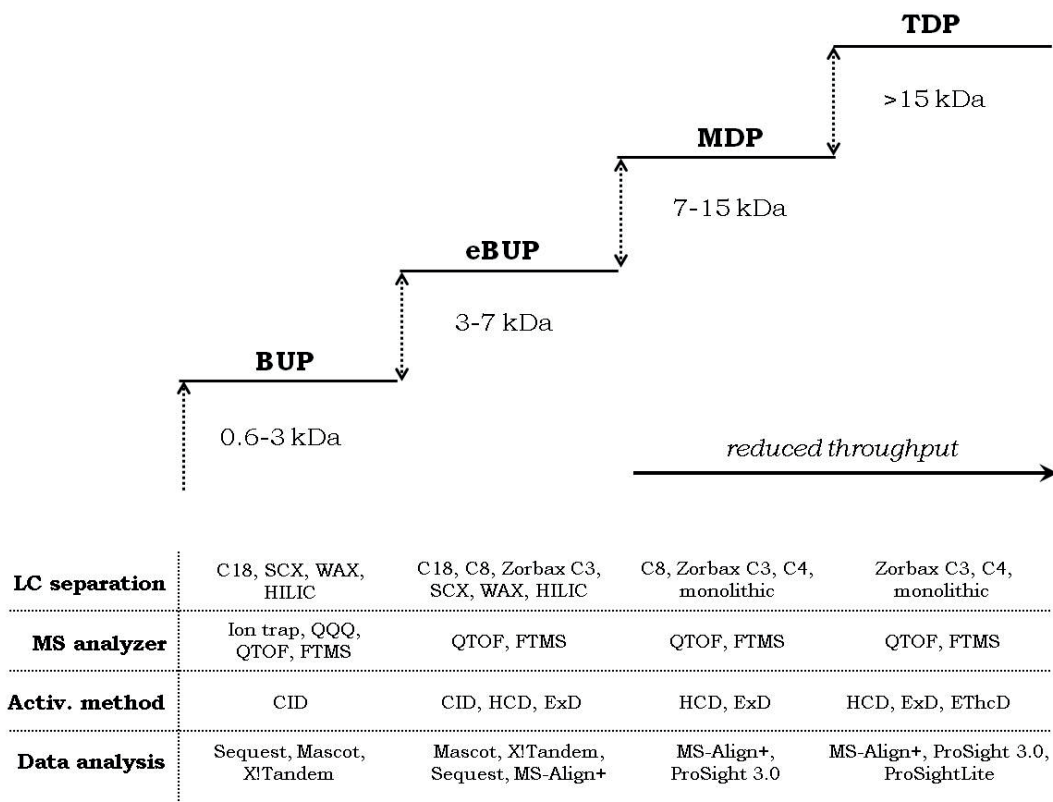 TDP
>15 kDa
MDP
7-15 kDa
eBUP
3-7 kDa
BUP
0.6-3 kDa
reduced throughput
LC separation
C18, SCX, WAX,
HILIC
C18, C8, Zorbax C3,
SCX, WAX, HILIC
C8, Zorbax C3, C4,
monolithic
Zorbax C3, C4,
monolithic
MS analyzer
Ion trap, QQQ,
QTOF, FTMS
QTOF, FTMS
QTOF, FTMS
QTOF, FTMS
Activ. method
CID
CID, HCD, ExD
HCD, ExD
HCD, ExD, EThcD
Data analysis
Sequest, Mascot,
X!Tandem
Mascot, X!Tandem,
Sequest, MS-Align+
MS-Align+,
ProSight 3.0
MS-Align+, ProSight 3.0,
ProSightLite